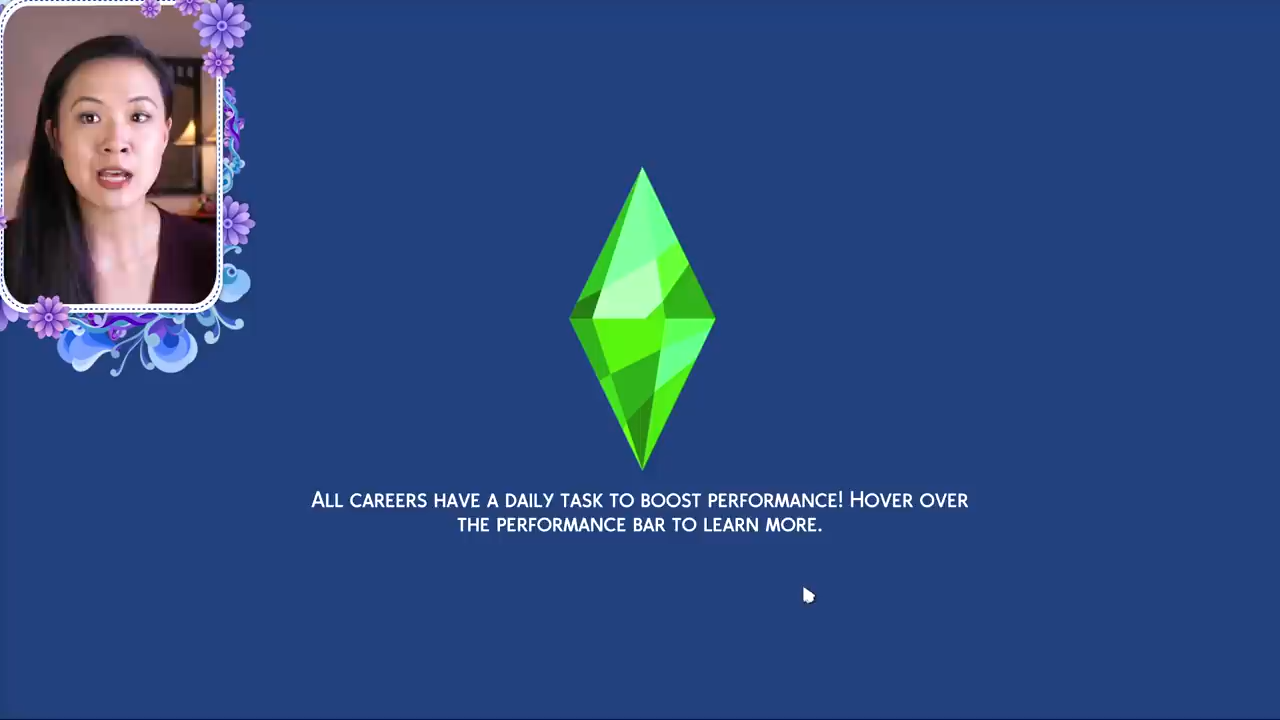 All careers have a daily task to boost performance! Hover over
the performance bar to learn more.